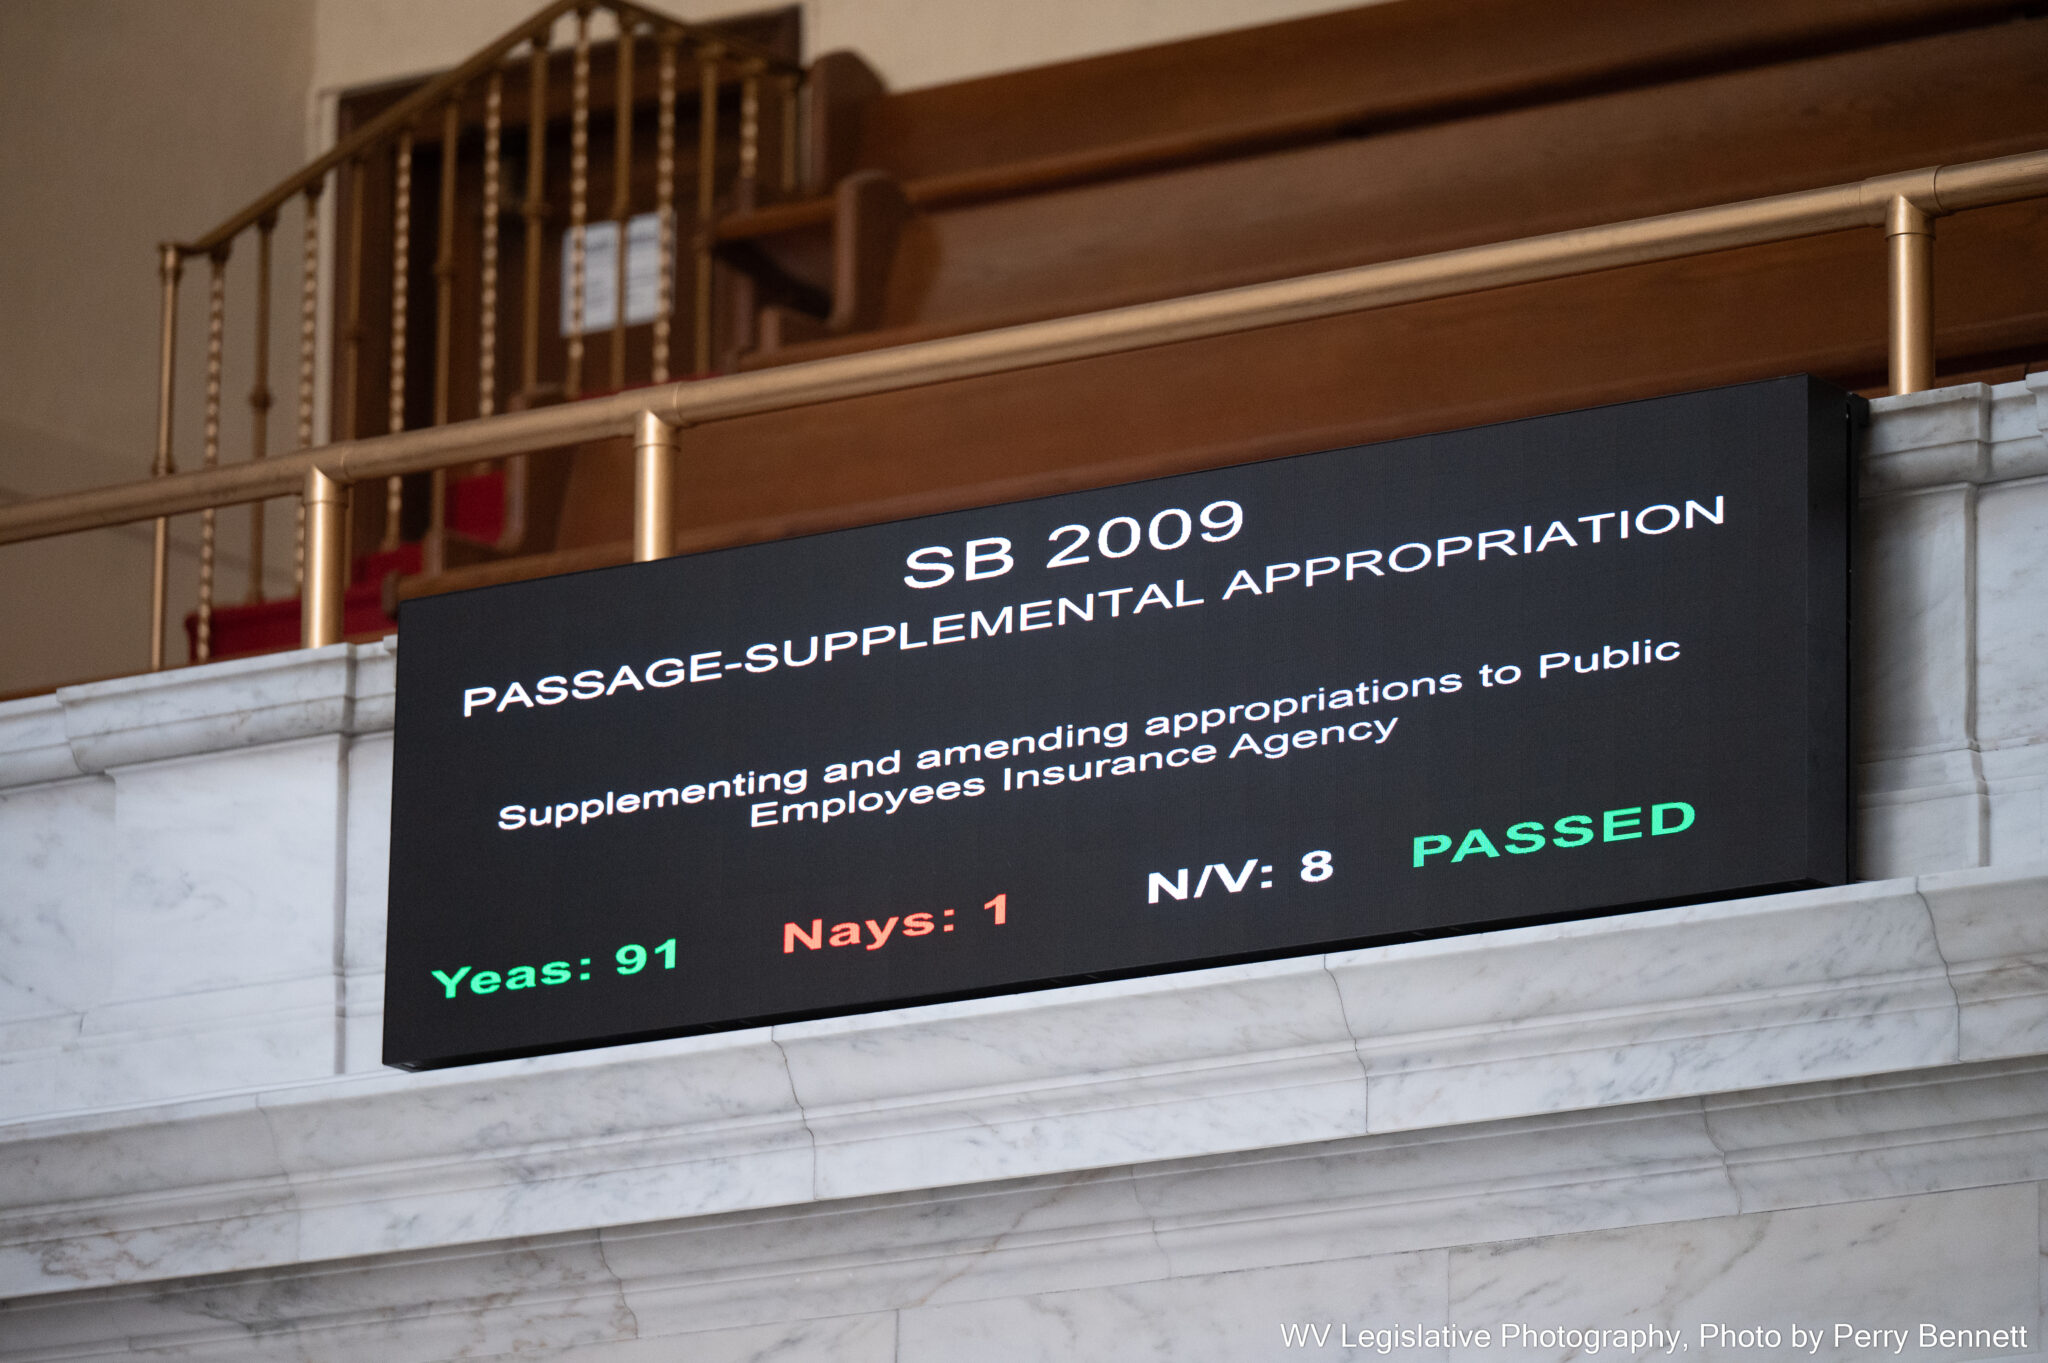 SB 2009
PASSAGE-SUPPLEMENTAL APPROPRIATION
Supplementing and amending appropriations to Public
Employees Insurance Agency
Yeas: 91 Nays: 1 N/V: 8 PASSED
WV Legislative Photography, Photo by Perry Bennett